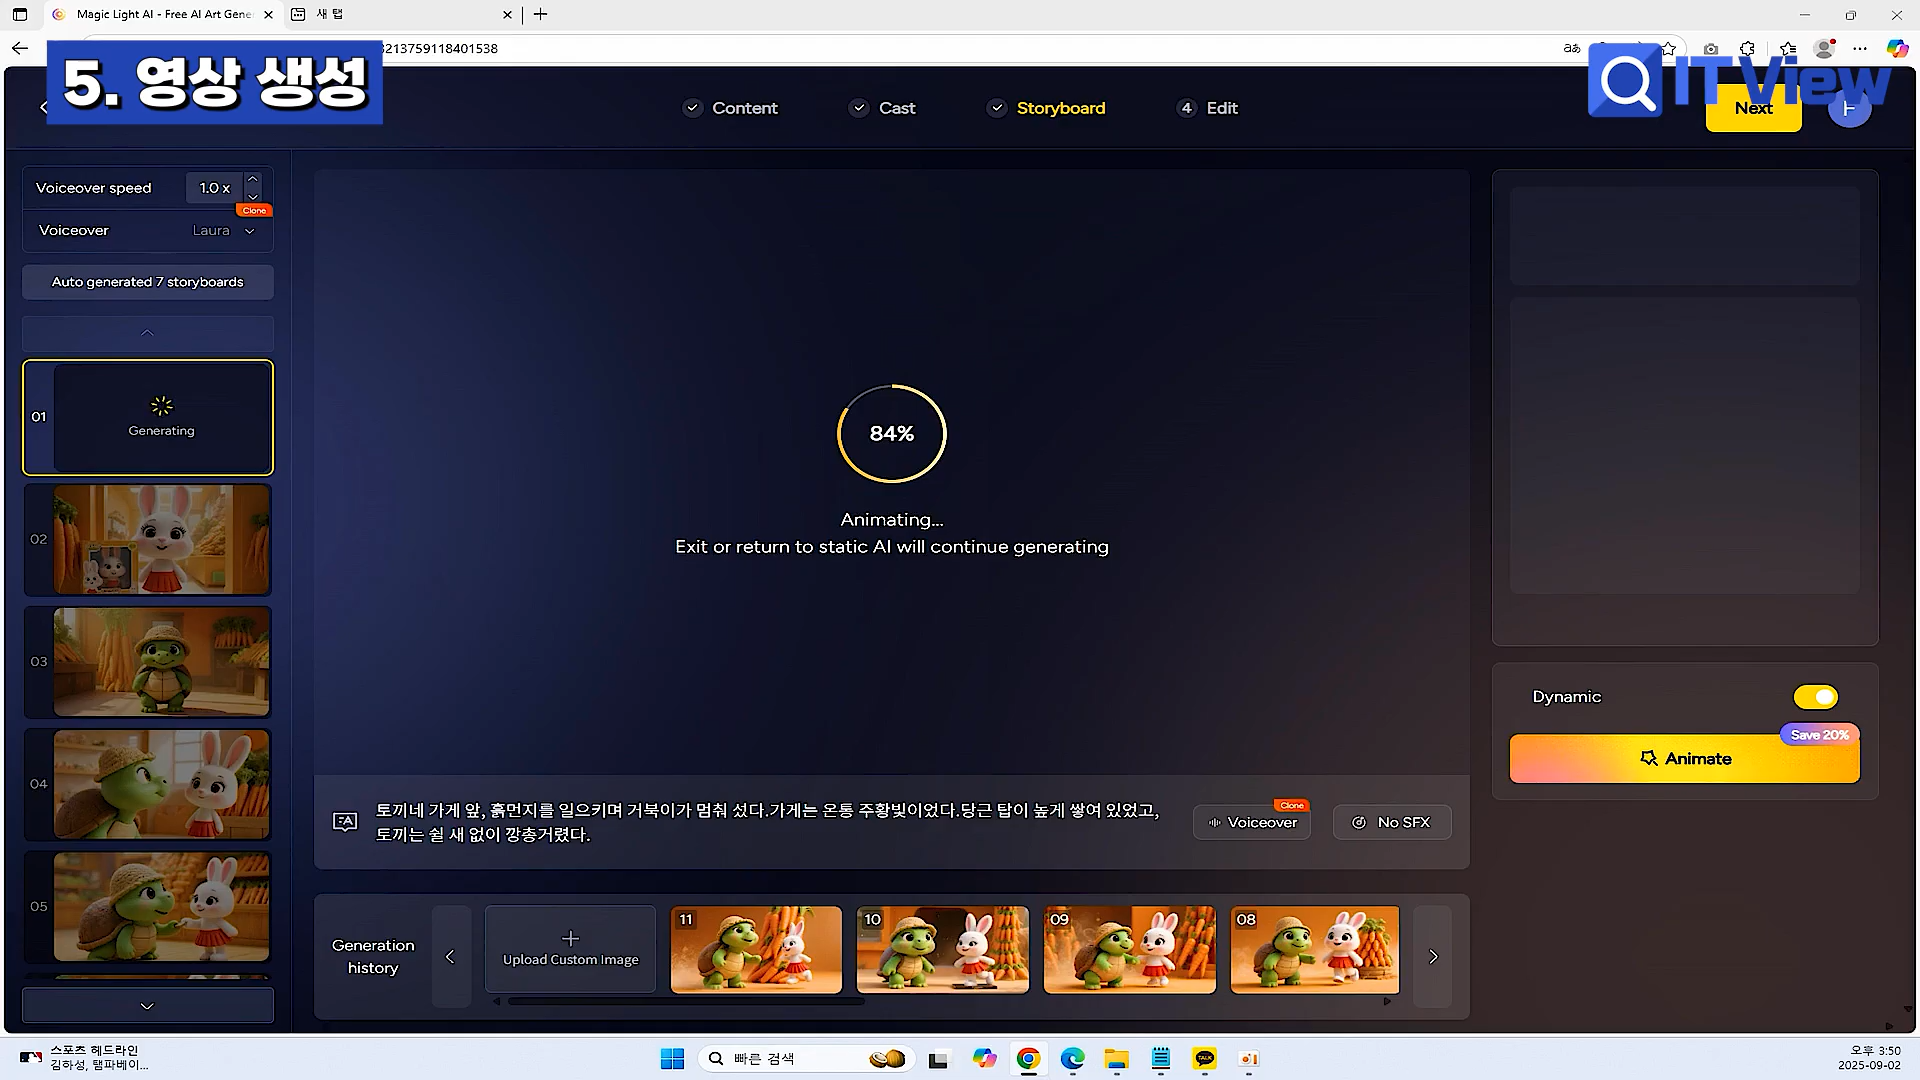 Magic Light AI - Free AI Art Gene
새 탭
213759118401538
5. 영상 생성
Content
Cast
Storyboard
4 Edit
Next
ITView
Voiceover speed
1.0 x
Clone
Voiceover
Laura
Auto generated 7 storyboards
01
Generating
02
03
04
05
84%
Animating...
Exit or return to static AI will continue generating
토끼네 가게 앞, 흙먼지를 일으키며 거북이가 멈춰 섰다.가게는 온통 주황빛이었다.당근 탑이 높게 쌓여 있었고,
토끼는 쉴 새 없이 깡총거렸다.
Clone
Voiceover
No SFX
Generation
history
Upload Custom Image
11
10
09
08
Dynamic
Save 20%
Animate
스포츠 헤드라인
김하성, 탬파베이...
빠른 검색
TALK
오후 3:50
2025-09-02